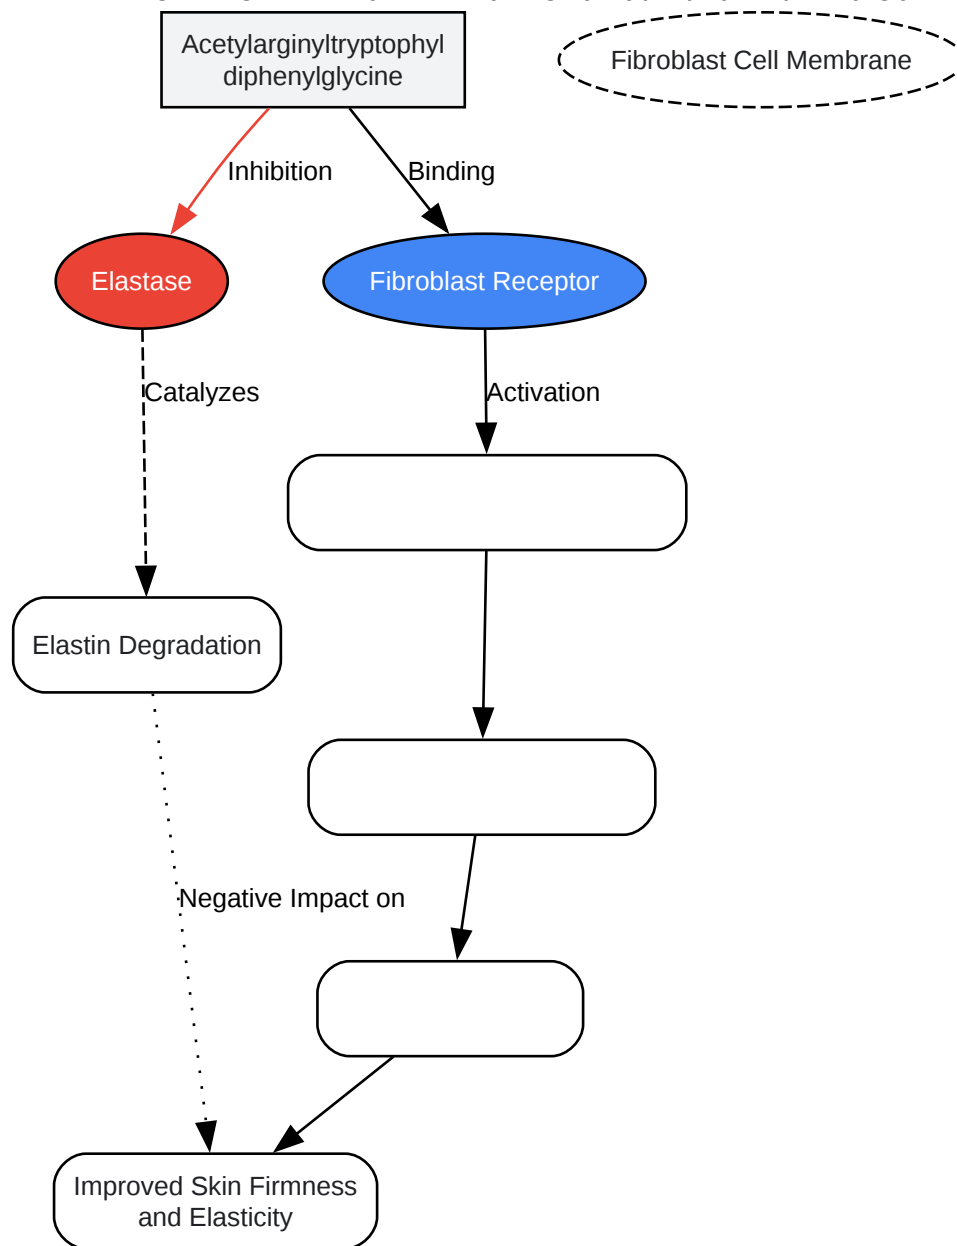 Acetylarginyltryptophyl
diphenylglycine
Fibroblast Cell Membrane
Inhibition
Binding
Elastase
Fibroblast Receptor
Catalyzes
Activation
Elastin Degradation
Negative Impact on
Improved Skin Firmness
and Elasticity